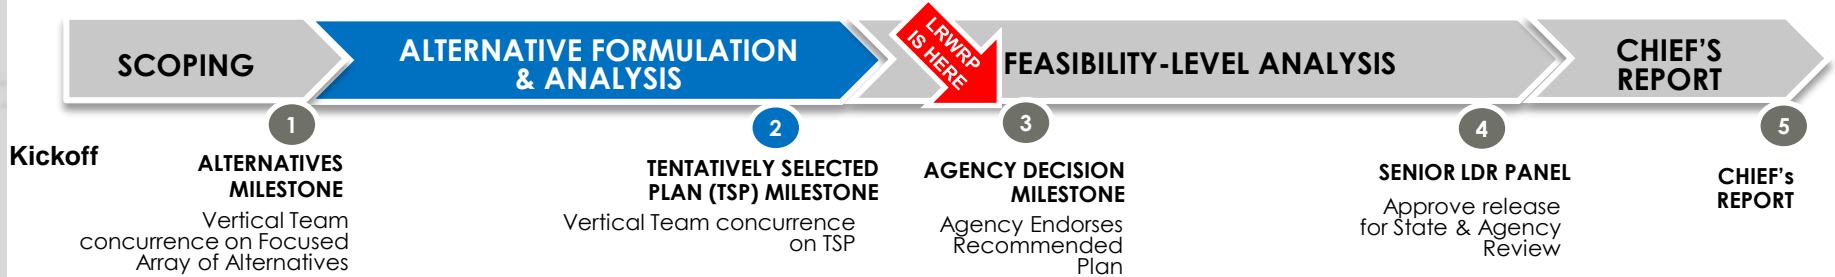 SCOPING
ALTERNATIVE FORMULATION
& ANALYSIS
LRWRP
IS HERE
FEASIBILITY-LEVEL ANALYSIS
CHIEF'S
REPORT
1
2
3
4
5
Kickoff
ALTERNATIVES
MILESTONE
Vertical Team
concurrence on Focused
Array of Alternatives
TENTATIVELY SELECTED
PLAN (TSP) MILESTONE
Vertical Team concurrence
on TSP
AGENCY DECISION
MILESTONE
Agency Endorses
Recommended
Plan
SENIOR LDR PANEL
Approve release
for State & Agency
Review
CHIEF's
REPORT